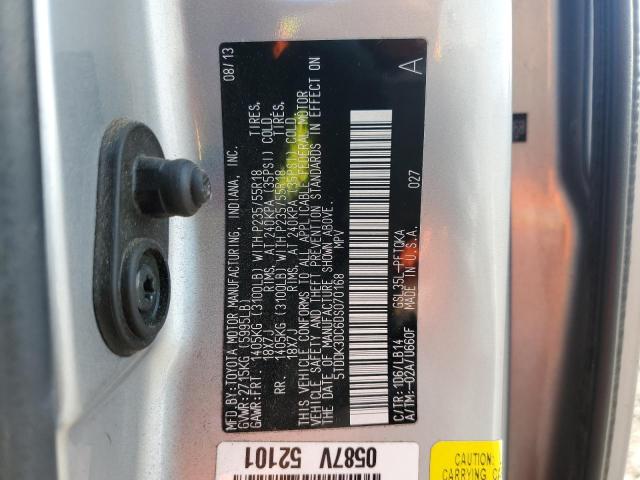 MFD. BY: TOYOTA MOTOR MANUFACTURING, INDIANA, INC. 08/13
GVWR: 2715KG (5995LB)
GAWR: FRT. 1405KG (3100LB) WITH P235/55R18 TIRES,
18X7J RIMS, AT 240KPA (35PSI) COLD
RR. 1405KG (3100LB) WITH P235/55R18 TIRES,
18X7J RIMS, AT 240KPA (35PSI) COLD.
THIS VEHICLE CONFORMS TO ALL APPLICABLE FEDERAL MOTOR
VEHICLE SAFETY AND THEFT PREVENTION STANDARDS IN EFFECT ON
THE DATE OF MANUFACTURE SHOWN ABOVE.
5TDDK3DC6DS070168 MPV
A
027
C/TR: 1D6/LB14 GSL35L-PFTQKA
A/TM: -02A/U660F MADE IN U.S.A.
0587V 52101
CAUTION
CARRYING CA